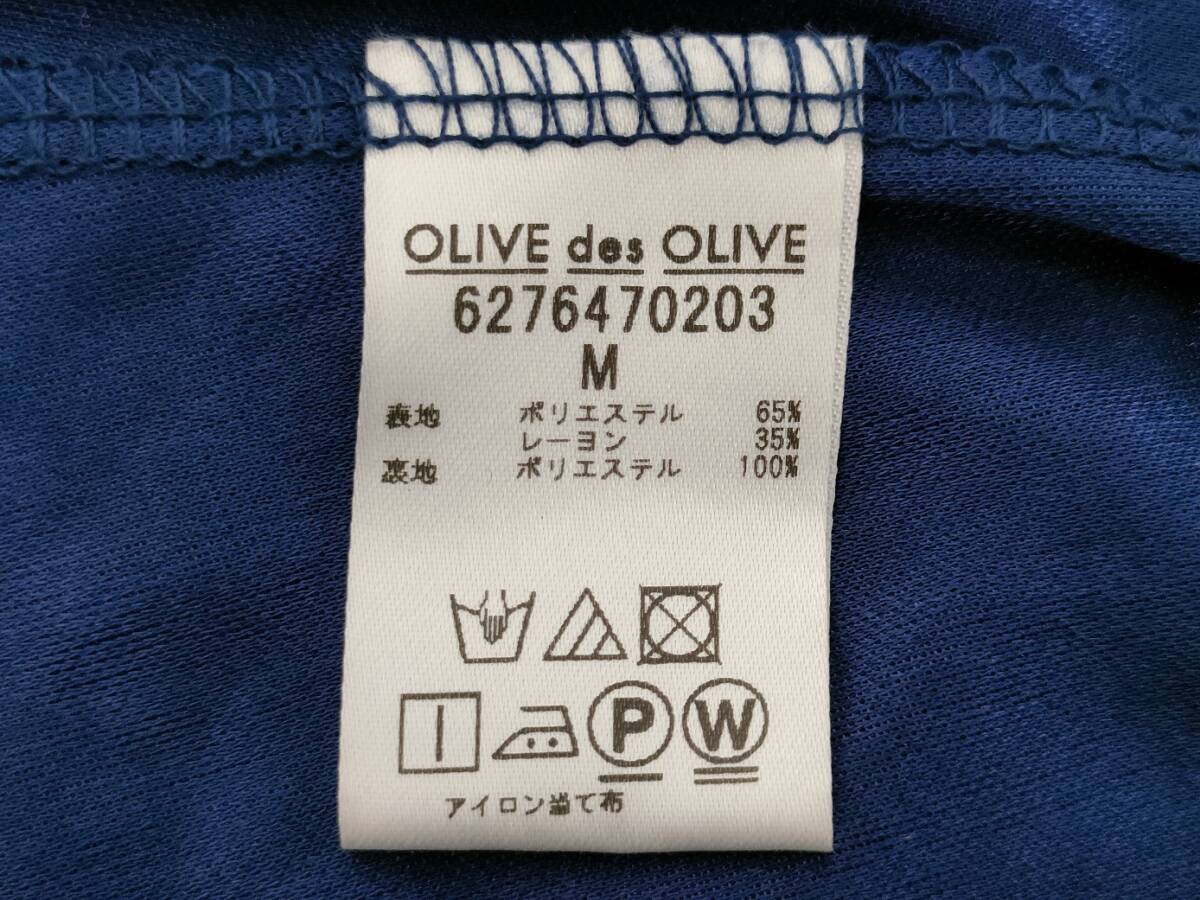 OLIVE des OLIVE
6276470203
M
表地 ポリエステル 65%
レーヨン 35%
裏地 ポリエステル 100%
P W
アイロン当て布